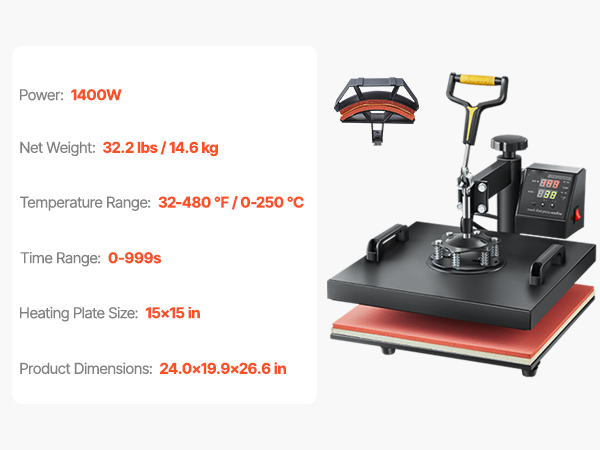 Power: 1400W
Net Weight: 32.2 lbs / 14.6 kg
Temperature Range: 32-480 °F / 0-250 °C
Time Range: 0-999s
Heating Plate Size: 15×15 in
Product Dimensions: 24.0×19.9×26.6 in